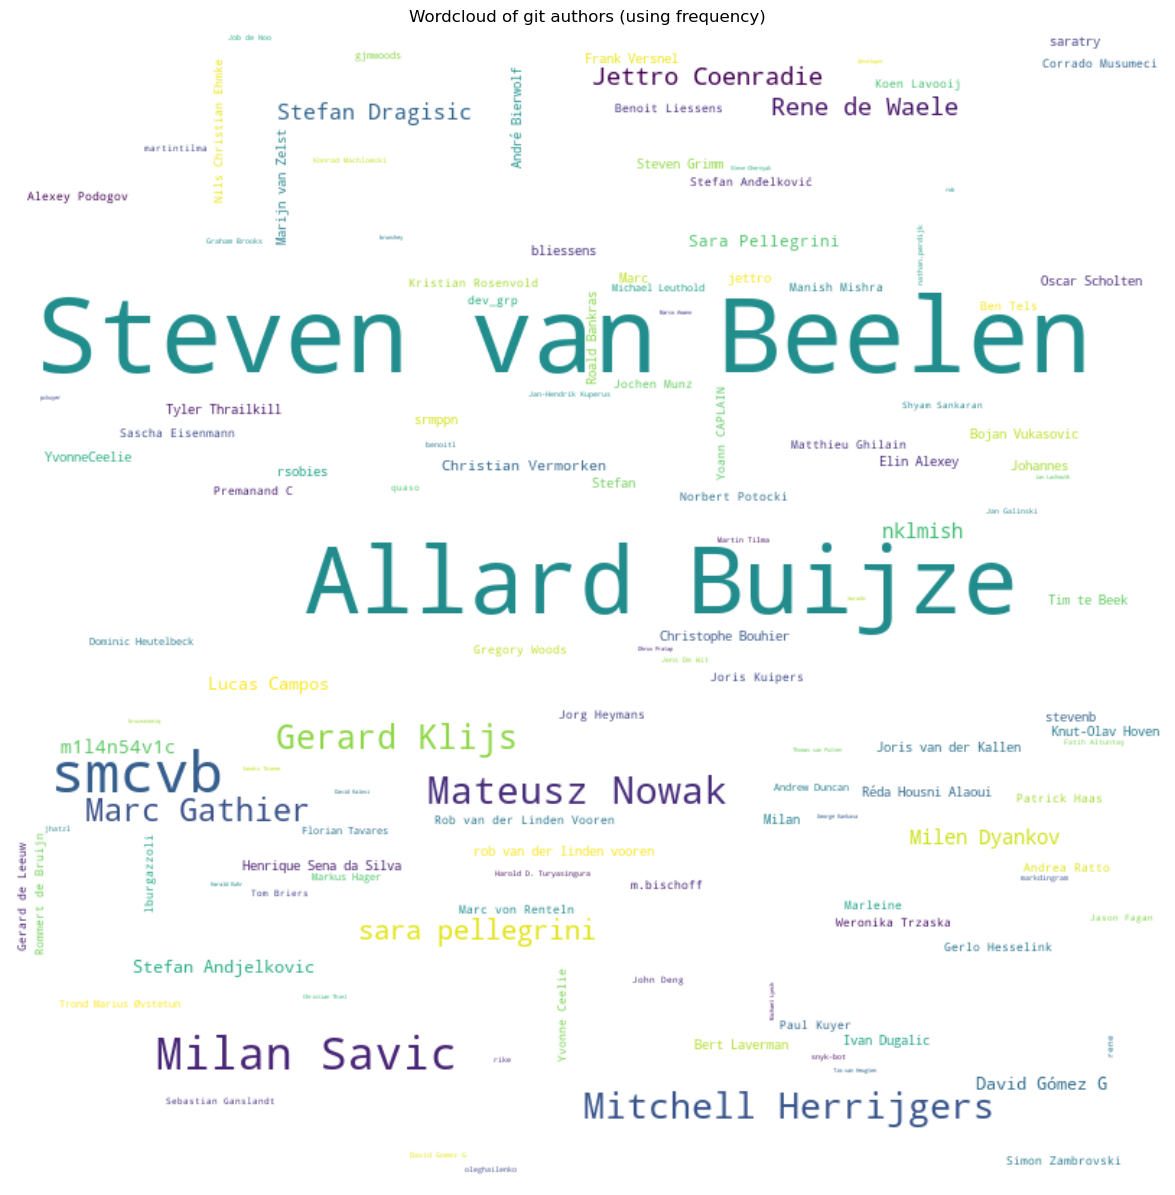 Wordcloud of git authors (using frequency)
Job de Noo
saratry
gjmwoods
Frank Versnel
Corrado Musumeci
Jettro Coenradie
Koen Lavooij
Nils Christian Ehmke
André Bierwolf
Stefan Dragisic
Benoit Liessens
Rene de Waele
martintilma
Marijn van Zelst
Steven Grimm
Stefan Anđelković
Alexey Podogov
Graham Brooks
bliessens
Sara Pellegrini
nathan.perdijk
Kristian Rosenvold
Marc
jettro
Oscar Scholten
dev_grp
Michael Leuthold
Manish Mishra
Ben Tels
Steven van Beelen
Roald Bankras
Jochen Munz
Jan-Hendrik Kuperus
Yoann CAPLAIN
Tyler Thrailkill
Shyam Sankaran
srmppn
Sascha Eisenmann
Bojan Vukasovic
benoitl
Matthieu Ghilain
YvonneCeelie
rsobies
Christian Vermorken
Elin Alexey
Johannes
Premanand C
quaso
Stefan
Norbert Potocki
Jan Galinski
nklmish
Martin Tilma
Allard Buijze
Tim te Beek
Dominic Heutelbeck
Christophe Bouhier
Gregory Woods
Jens De Wit
Joris Kuipers
Lucas Campos
Jorg Heymans
stevenb
Gerard Klijs
Knut-Olav Hoven
m1l4n54v1c
Joris van der Kallen
Fatih Altuntaş
smcvb
Mateusz Nowak
Andrew Duncan
Réda Housni Alaoui
Patrick Haas
Marc Gathier
Rob van der Linden Vooren
Milan
jhatzl
Florian Tavares
Milen Dyankov
Gerard de Leeuw
Rommert de Bruijn
lburgazzoli
rob van der linden vooren
Henrique Sena da Silva
Markus Hager
Harold D. Turyasingura
Andrea Ratto
markdingram
Tom Briers
m.bischoff
Marc von Renteln
Marleine
Jason Fagan
sara pellegrini
Weronika Trzaska
Gerlo Hesselink
Stefan Andjelkovic
John Deng
Trond Marius Øvstetun
Yvonne Ceelie
Paul Kuyer
Ivan Dugalic
Milan Savic
Bert Laverman
rene
rike
snyk-bot
David Gómez G
Sebastian Ganslandt
Mitchell Herrijgers
David Gomez G
Simon Zambrovski
oleghailenko